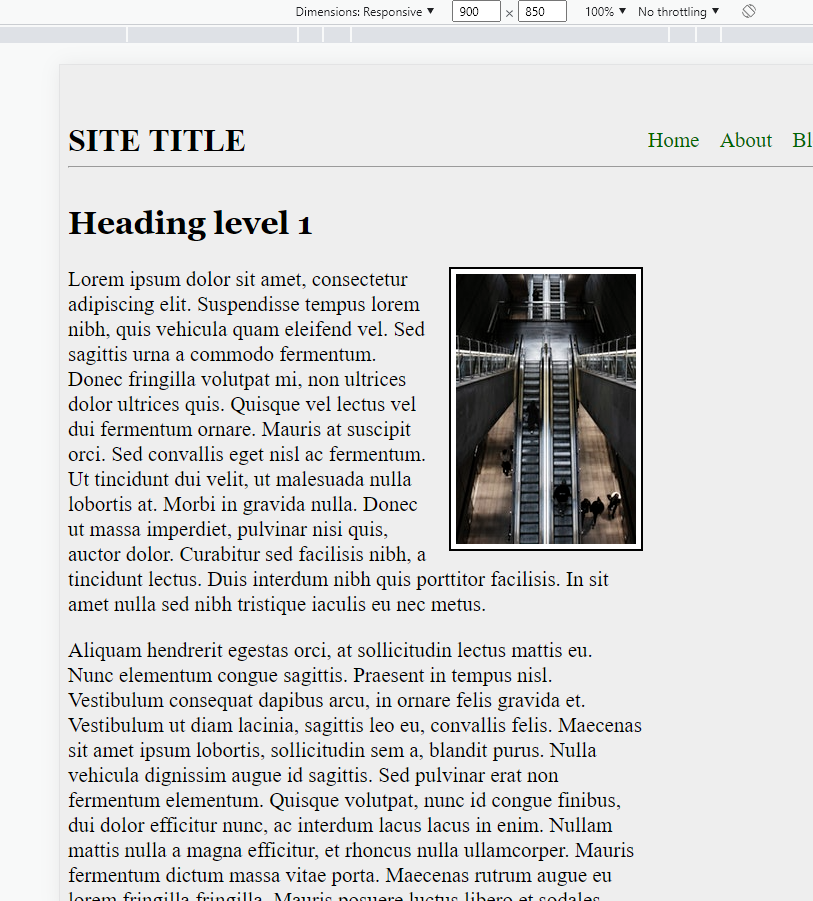 Dimensions: Responsive ▼ 900 × 850 100% ▼ No throttling ▼
SITE TITLE Home About Bl
Heading level 1
Lorem ipsum dolor sit amet, consectetur
adipiscing elit. Suspendisse tempus lorem
nibh, quis vehicula quam eleifend vel. Sed
sagittis urna a commodo fermentum.
Donec fringilla volutpat mi, non ultrices
dolor ultrices quis. Quisque vel lectus vel
dui fermentum ornare. Mauris at suscipit
orci. Sed convallis eget nisl ac fermentum.
Ut tincidunt dui velit, ut malesuada nulla
lobortis at. Morbi in gravida nulla. Donec
ut massa imperdiet, pulvinar nisi quis,
auctor dolor. Curabitur sed facilisis nibh, a
tincidunt lectus. Duis interdum nibh quis porttitor facilisis. In sit
amet nulla sed nibh tristique iaculis eu nec metus.
Aliquam hendrerit egestas orci, at sollicitudin lectus mattis eu.
Nunc elementum congue sagittis. Praesent in tempus nisl.
Vestibulum consequat dapibus arcu, in ornare felis gravida et.
Vestibulum ut diam lacinia, sagittis leo eu, convallis felis. Maecenas
sit amet ipsum lobortis, sollicitudin sem a, blandit purus. Nulla
vehicula dignissim augue id sagittis. Sed pulvinar erat non
fermentum elementum. Quisque volutpat, nunc id congue finibus,
dui dolor efficitur nunc, ac interdum lacus lacus in enim. Nullam
mattis nulla a magna efficitur, et rhoncus nulla ullamcorper. Mauris
fermentum dictum massa vitae porta. Maecenas rutrum augue eu
lorem fringilla fringilla. Mauris posuere luctus libero et sodales